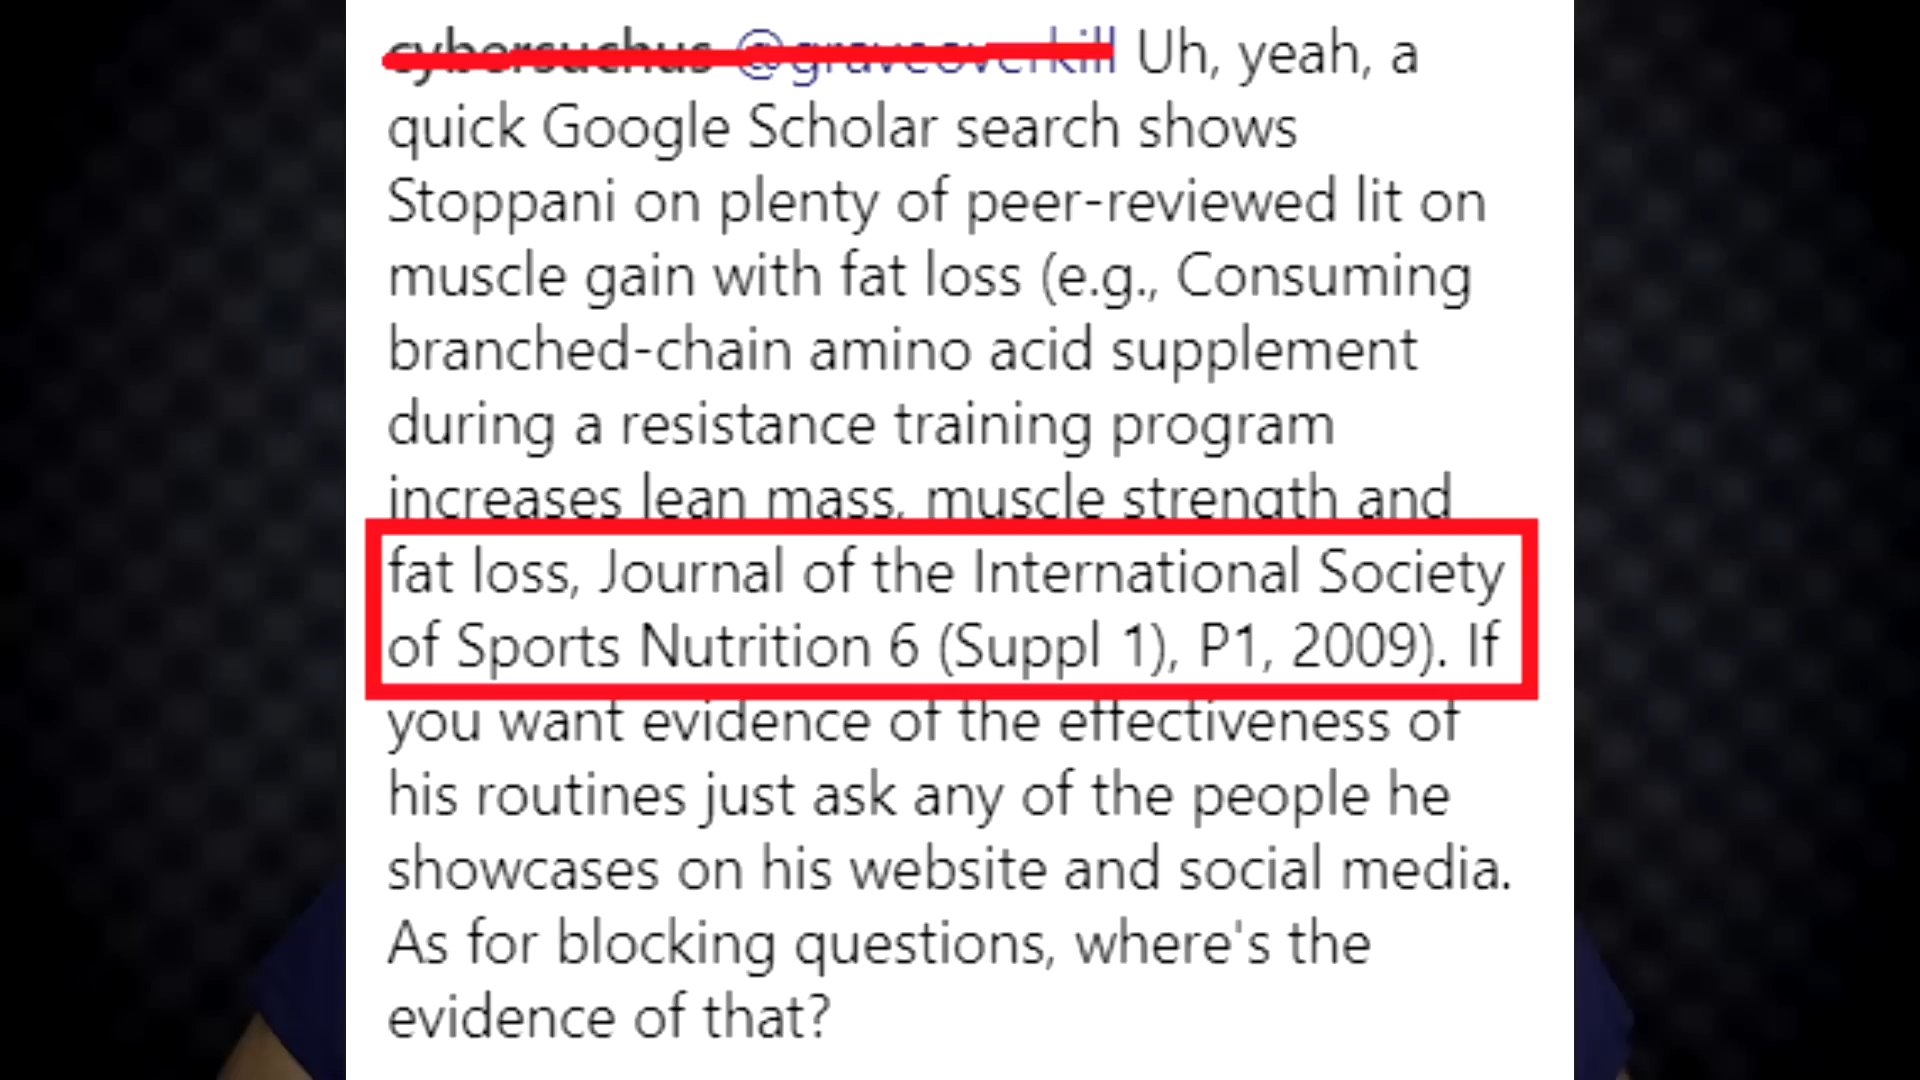 cybersuchus @graveoverkill Uh, yeah, a
quick Google Scholar search shows
Stoppani on plenty of peer-reviewed lit on
muscle gain with fat loss (e.g., Consuming
branched-chain amino acid supplement
during a resistance training program
increases lean mass, muscle strength and
fat loss, Journal of the International Society
of Sports Nutrition 6 (Suppl 1), P1, 2009). If
you want evidence of the effectiveness of
his routines just ask any of the people he
showcases on his website and social media.
As for blocking questions, where's the
evidence of that?